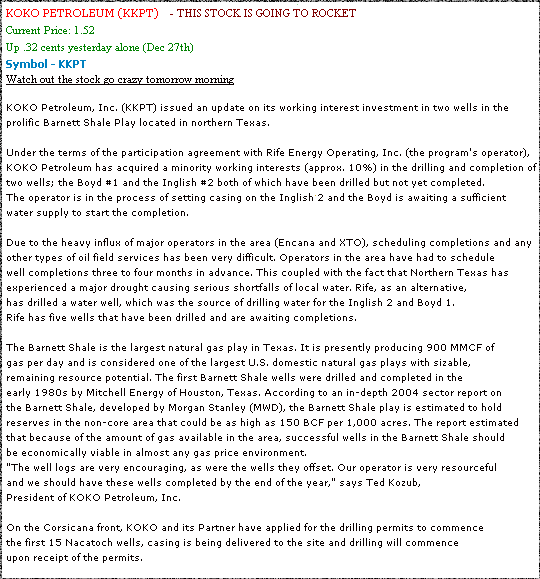 KOKO PETROLEUM (KKPT) - THIS STOCK IS GOING TO ROCKET
Current Price: 1.52
Up .32 cents yesterday alone (Dec 27th)
Symbol - KKPT
Watch out the stock go crazy tomorrow morning
KOKO Petroleum, Inc. (KKPT) issued an update on its working interest investment in two wells in the
prolific Barnett Shale Play located in northern Texas.
Under the terms of the participation agreement with Rife Energy Operating, Inc. (the program's operator),
KOKO Petroleum has acquired a minority working interests (approx. 10%) in the drilling and completion of
two wells; the Boyd #1 and the Inglish #2 both of which have been drilled but not yet completed.
The operator is in the process of setting casing on the Inglish 2 and the Boyd is awaiting a sufficient
water supply to start the completion.
Due to the heavy influx of major operators in the area (Encana and XTO), scheduling completions and any
other types of oil field services has been very difficult. Operators in the area have had to schedule
well completions three to four months in advance. This coupled with the fact that Northern Texas has
experienced a major drought causing serious shortfalls of local water. Rife, as an alternative,
has drilled a water well, which was the source of drilling water for the Inglish 2 and Boyd 1.
Rife has five wells that have been drilled and are awaiting completions.
The Barnett Shale is the largest natural gas play in Texas. It is presently producing 900 MMCF of
gas per day and is considered one of the largest U.S. domestic natural gas plays with sizable,
remaining resource potential. The first Barnett Shale wells were drilled and completed in the
early 1980s by Mitchell Energy of Houston, Texas. According to an in-depth 2004 sector report on
the Barnett Shale, developed by Morgan Stanley (MWD), the Barnett Shale play is estimated to hold
reserves in the non-core area that could be as high as 150 BCF per 1,000 acres. The report estimated
that because of the amount of gas available in the area, successful wells in the Barnett Shale should
be economically viable in almost any gas price environment.
"The well logs are very encouraging, as were the wells they offset. Our operator is very resourceful
and we should have these wells completed by the end of the year," says Ted Kozub,
President of KOKO Petroleum, Inc.
On the Corsicana front, KOKO and its Partner have applied for the drilling permits to commence
the first 15 Nacatoch wells, casing is being delivered to the site and drilling will commence
upon receipt of the permits.